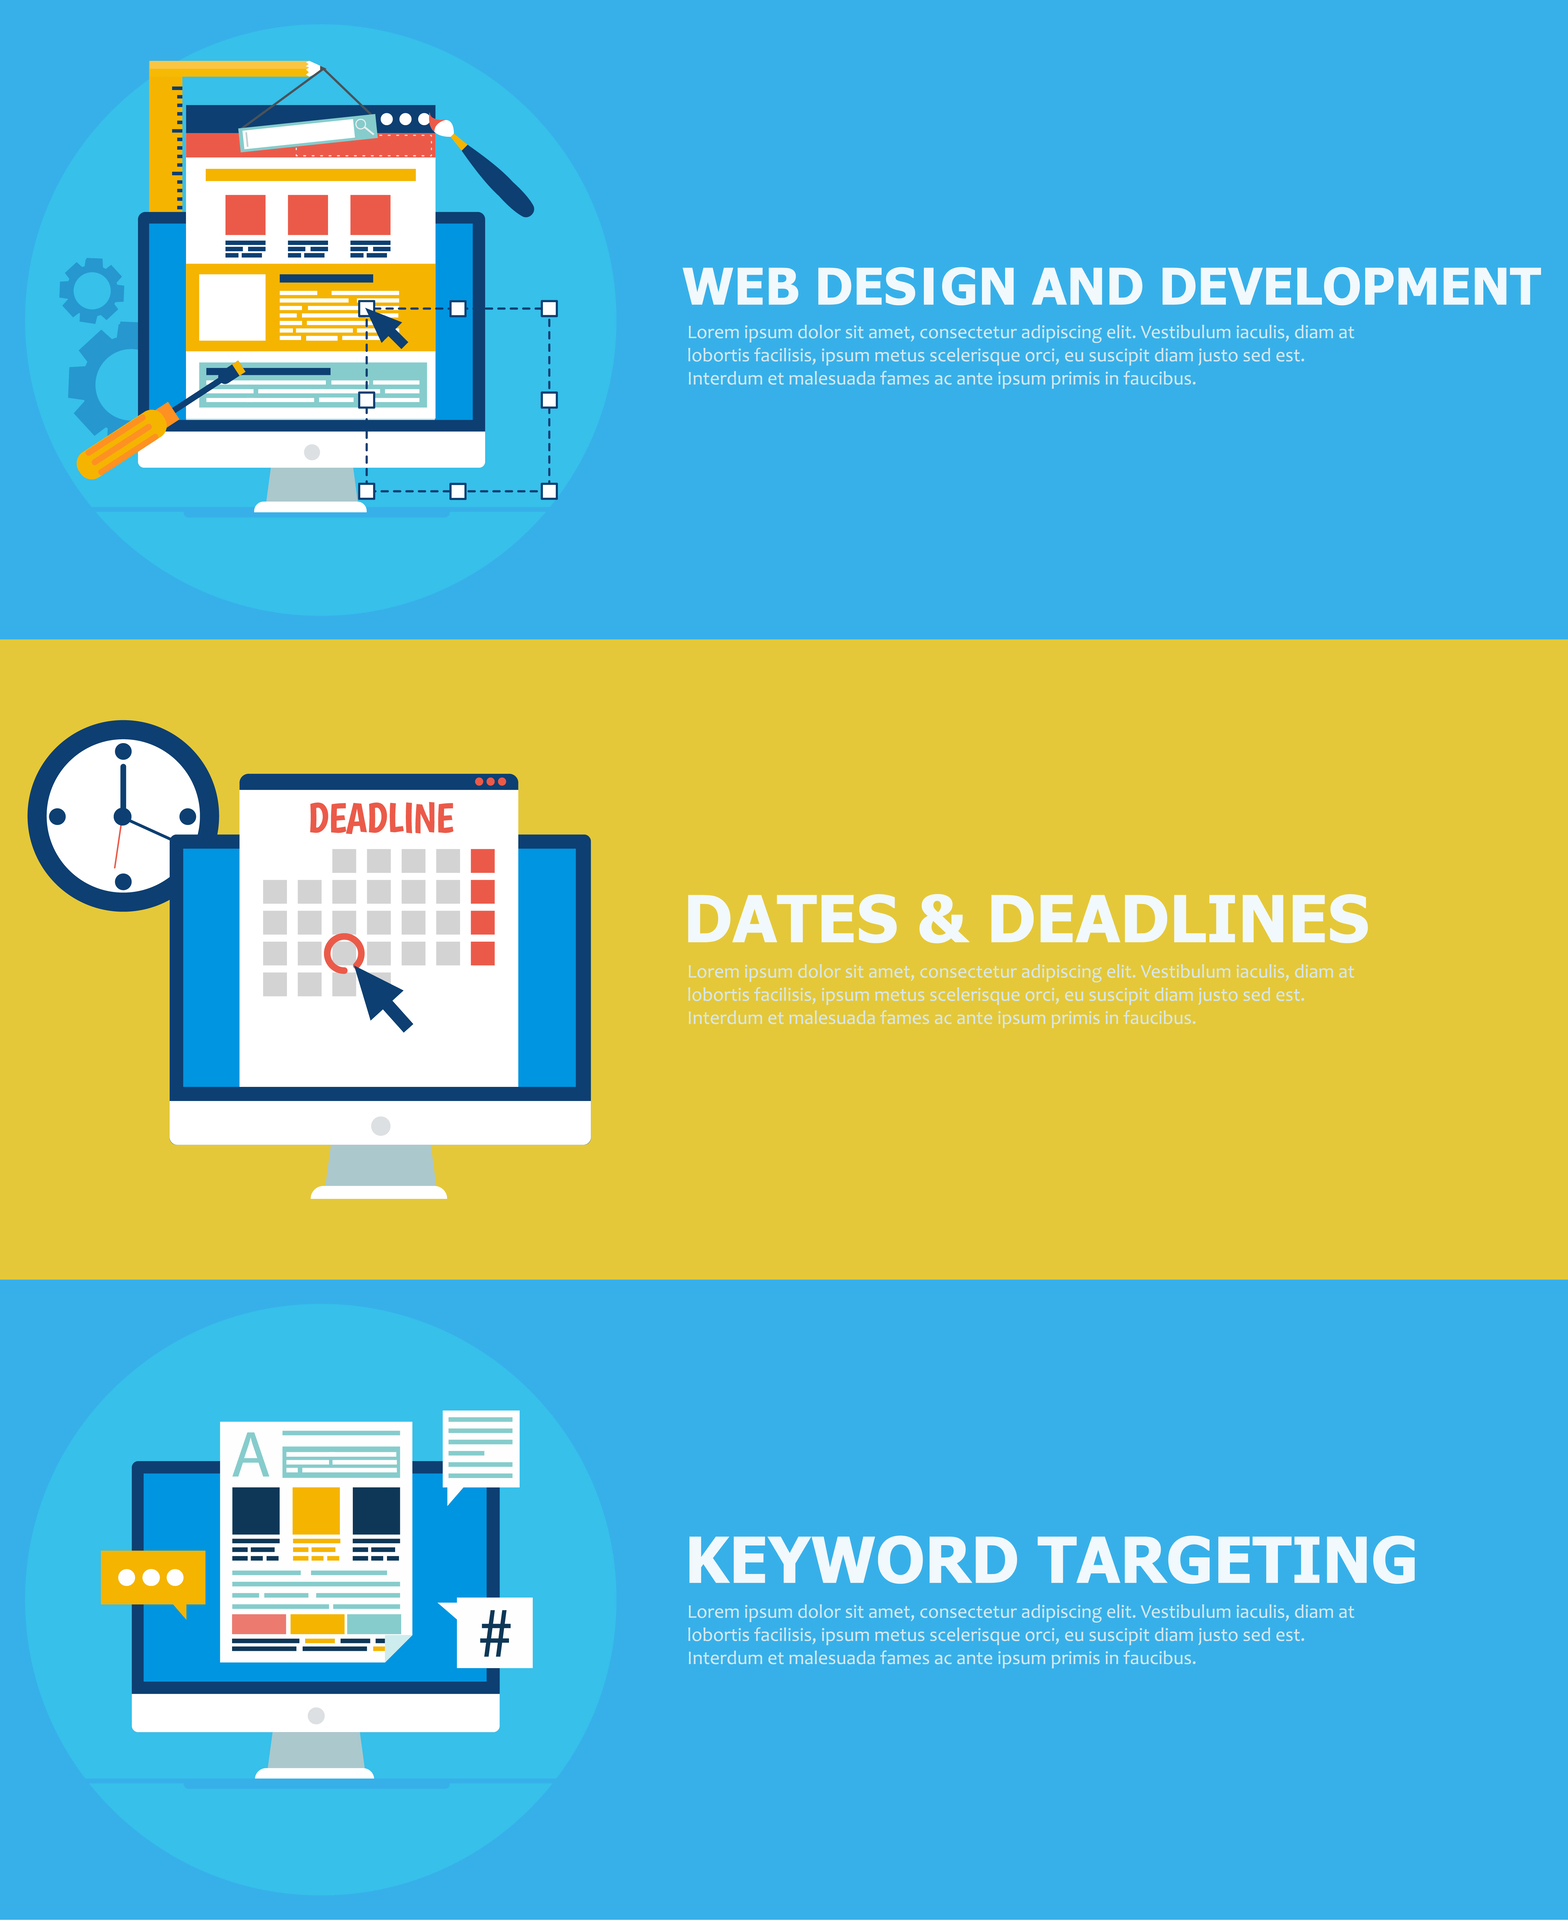 WEB DESIGN AND DEVELOPMENT
Lorem ipsum dolor sit amet, consectetur adipiscing elit. Vestibulum iaculis, diam at
lobortis facilisis, ipsum metus scelerisque orci, eu suscipit diam justo sed est.
Interdum et malesuada fames ac ante ipsum primis in faucibus.
DEADLINE
DATES & DEADLINES
Lorem ipsum dolor sit amet, consectetur adipiscing elit. Vestibulum iaculis, diam at
lobortis facilisis, ipsum metus scelerisque orci, eu suscipit diam justo sed est.
Interdum et malesuada fames ac ante ipsum primis in faucibus.
A
#
KEYWORD TARGETING
Lorem ipsum dolor sit amet, consectetur adipiscing elit. Vestibulum iaculis, diam at
lobortis facilisis, ipsum metus scelerisque orci, eu suscipit diam justo sed est.
Interdum et malesuada fames ac ante ipsum primis in faucibus.